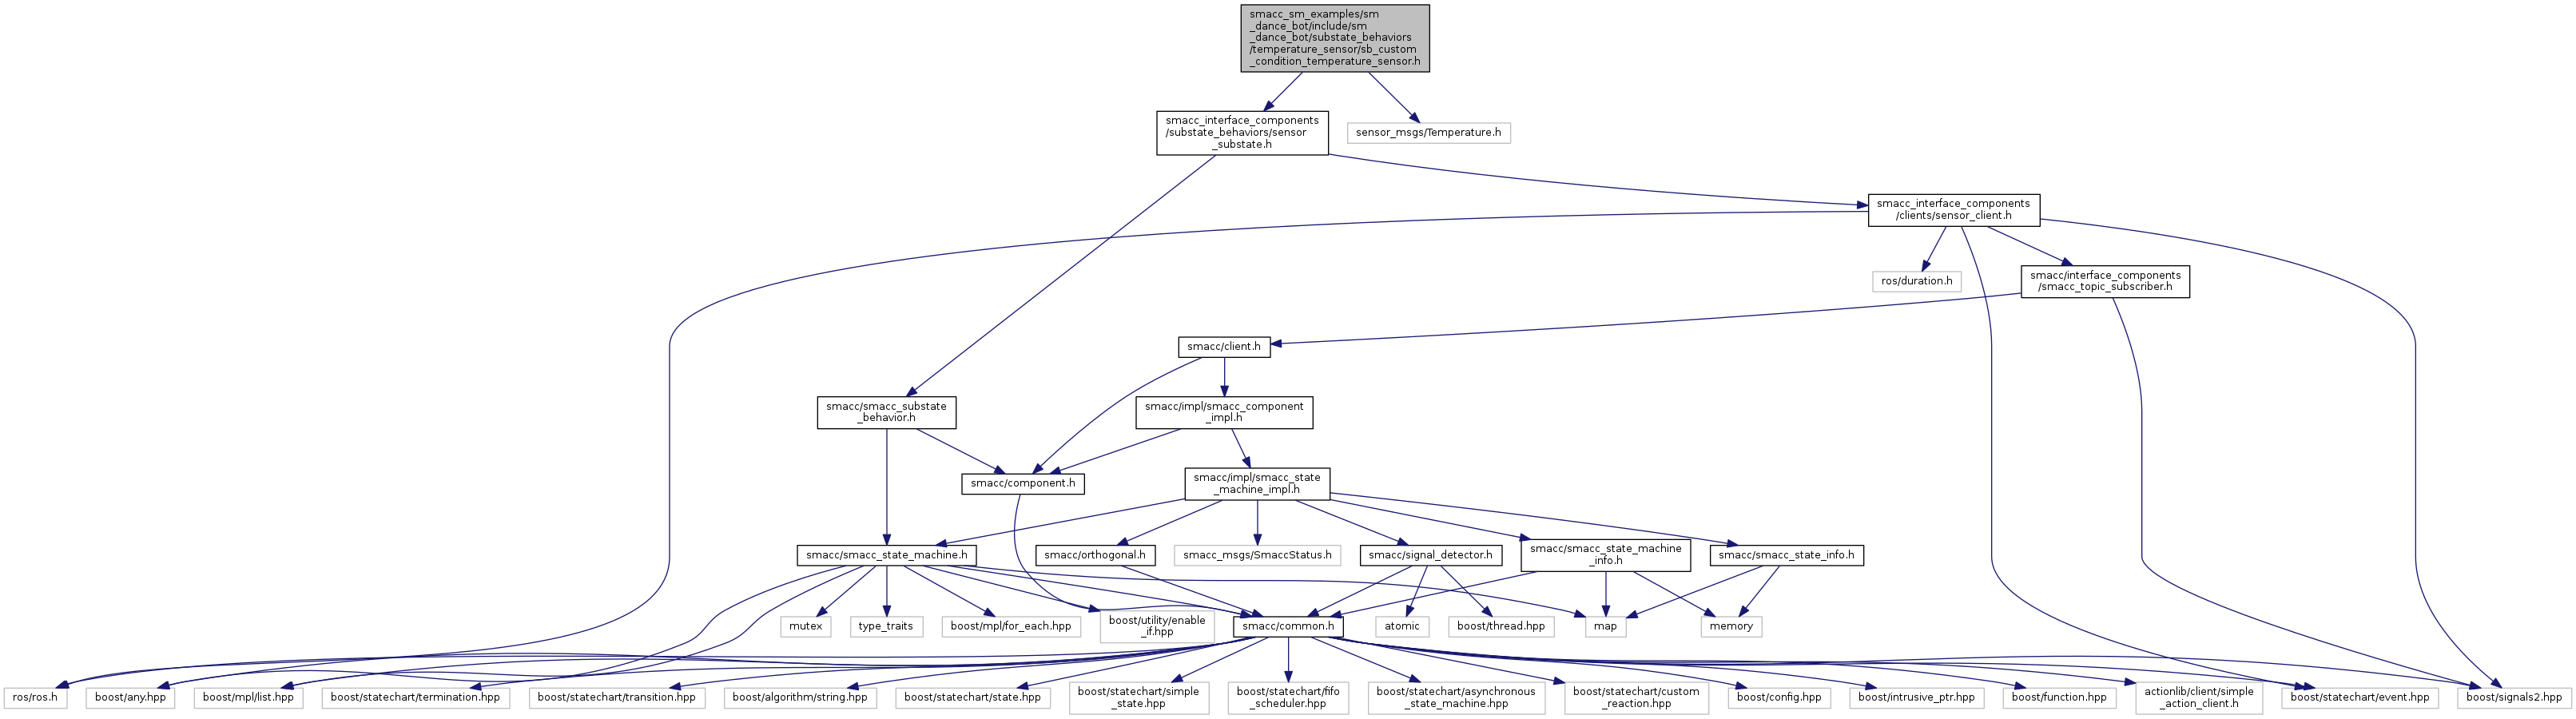 smacc_sm_examples/sm
_dance_bot/include/sm
_dance_bot/substate_behaviors
/temperature_sensor/sb_custom
_condition_temperature_sensor.h
smacc_interface_components
/substate_behaviors/sensor
_substate.h
sensor_msgs/Temperature.h
smacc_interface_components
/clients/sensor_client.h
ros/duration.h
smacc/interface_components
/smacc_topic_subscriber.h
smacc/client.h
smacc/smacc_substate
_behavior.h
smacc/impl/smacc_component
_impl.h
smacc/component.h
smacc/impl/smacc_state
_machine_impl.h
smacc/smacc_state_machine.h
smacc/orthogonal.h
smacc_msgs/SmaccStatus.h
smacc/signal_detector.h
smacc/smacc_state_machine
_info.h
smacc/smacc_state_info.h
mutex
type_traits
boost/mpl/for_each.hpp
boost/utility/enable
_if.hpp
smacc/common.h
atomic
boost/thread.hpp
map
memory
ros/ros.h
boost/any.hpp
boost/mpl/list.hpp
boost/statechart/termination.hpp
boost/statechart/transition.hpp
boost/algorithm/string.hpp
boost/statechart/state.hpp
boost/statechart/simple
_state.hpp
boost/statechart/fifo
_scheduler.hpp
boost/statechart/asynchronous
_state_machine.hpp
boost/statechart/custom
_reaction.hpp
boost/config.hpp
boost/intrusive_ptr.hpp
boost/function.hpp
actionlib/client/simple
_action_client.h
boost/statechart/event.hpp
boost/signals2.hpp